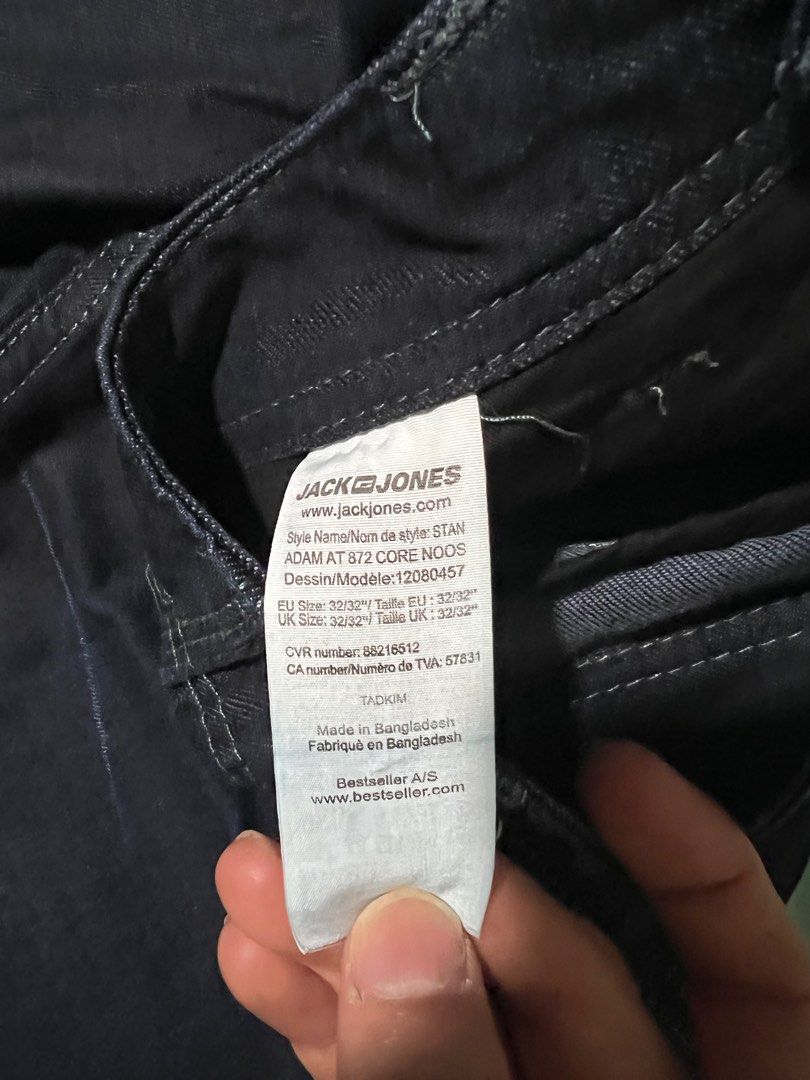 JACK JONES
www.jackjones.com
Style Name/Nom de style: STAN
ADAM AT 872 CORE NOOS
Dessin/Modèle:12080457
EU Size: 32/32"/ Taille EU : 32/32"
UK Size: 32/32"/ Taille UK : 32/32"
CVR number: 88216512
CA number/Numèro de TVA: 57831
TADKIM
Made in Bangladesh
Fabriquè en Bangladesh
Bestseller A/S
www.bestseller.com